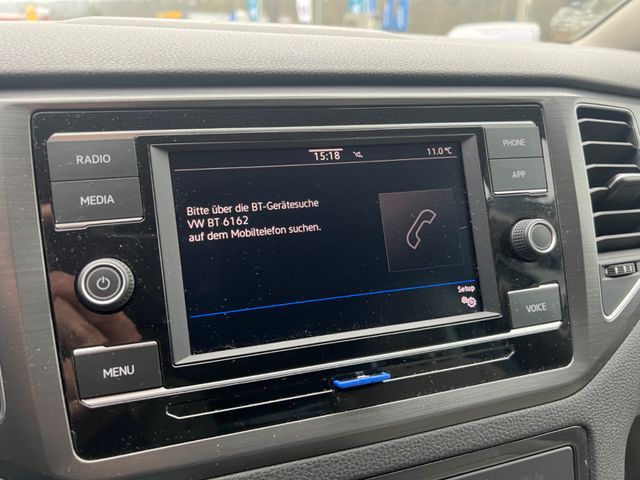 15:18
11.0°C
Bitte über die BT-Gerätesuche
VW BT 6162
auf dem Mobiltelefon suchen.
Setup
RADIO
MEDIA
MENU
PHONE
APP
VOICE